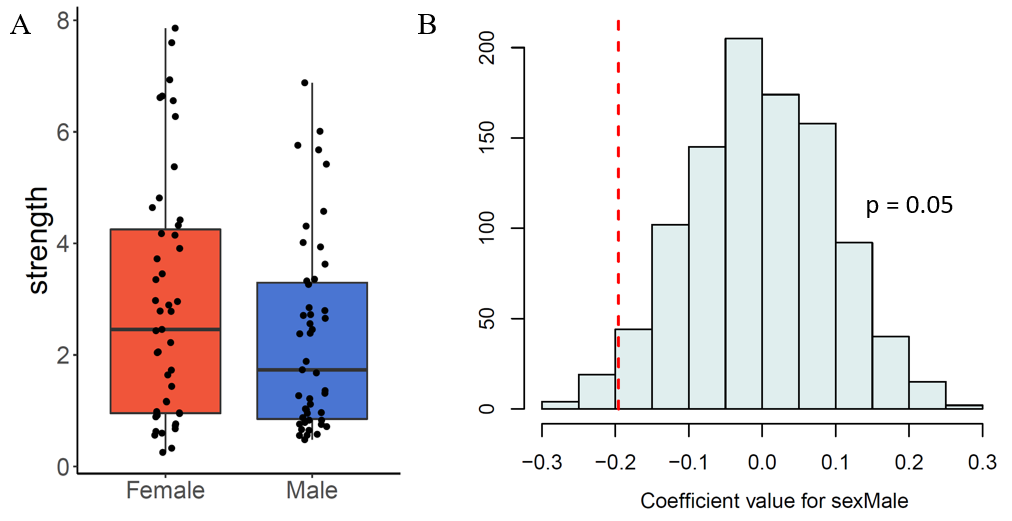 A
strength
8
6
4
2
0
Female Male
B
200
150
100
50
0
p = 0.05
−0.3 −0.2 −0.1 0.0 0.1 0.2 0.3
Coefficient value for sexMale